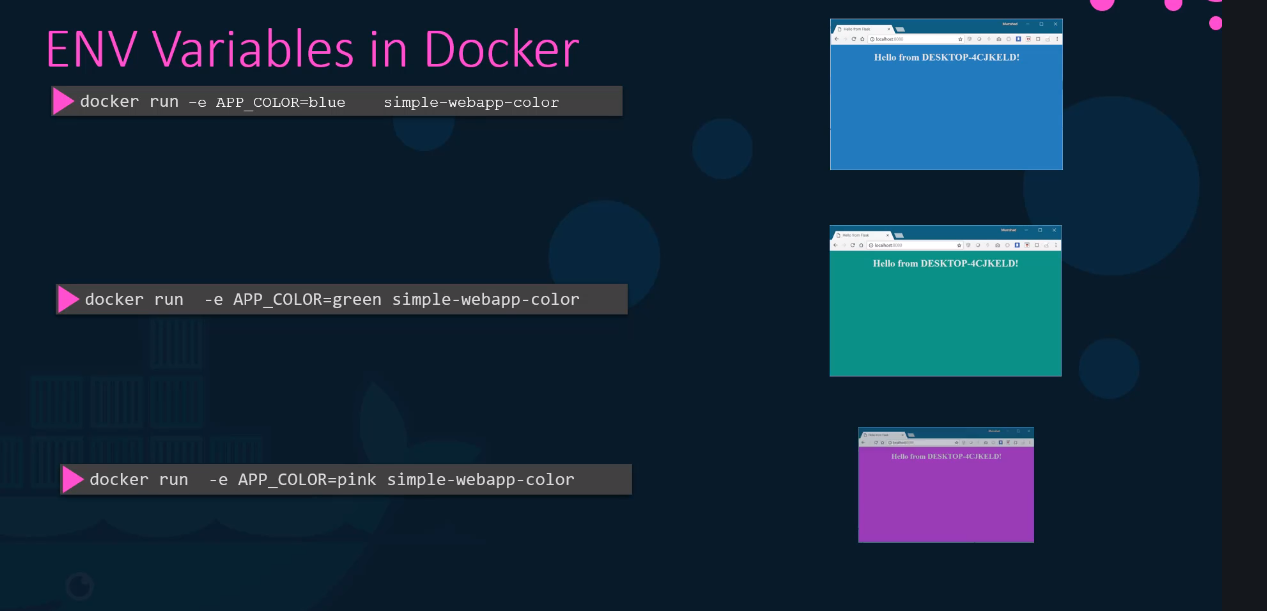 ENV Variables in Docker
docker run -e APP_COLOR=blue simple-webapp-color
Hello from DESKTOP-4CJKELD!
docker run -e APP_COLOR=green simple-webapp-color
Hello from DESKTOP-4CJKELD!
docker run -e APP_COLOR=pink simple-webapp-color
Hello from DESKTOP-4CJKELD!